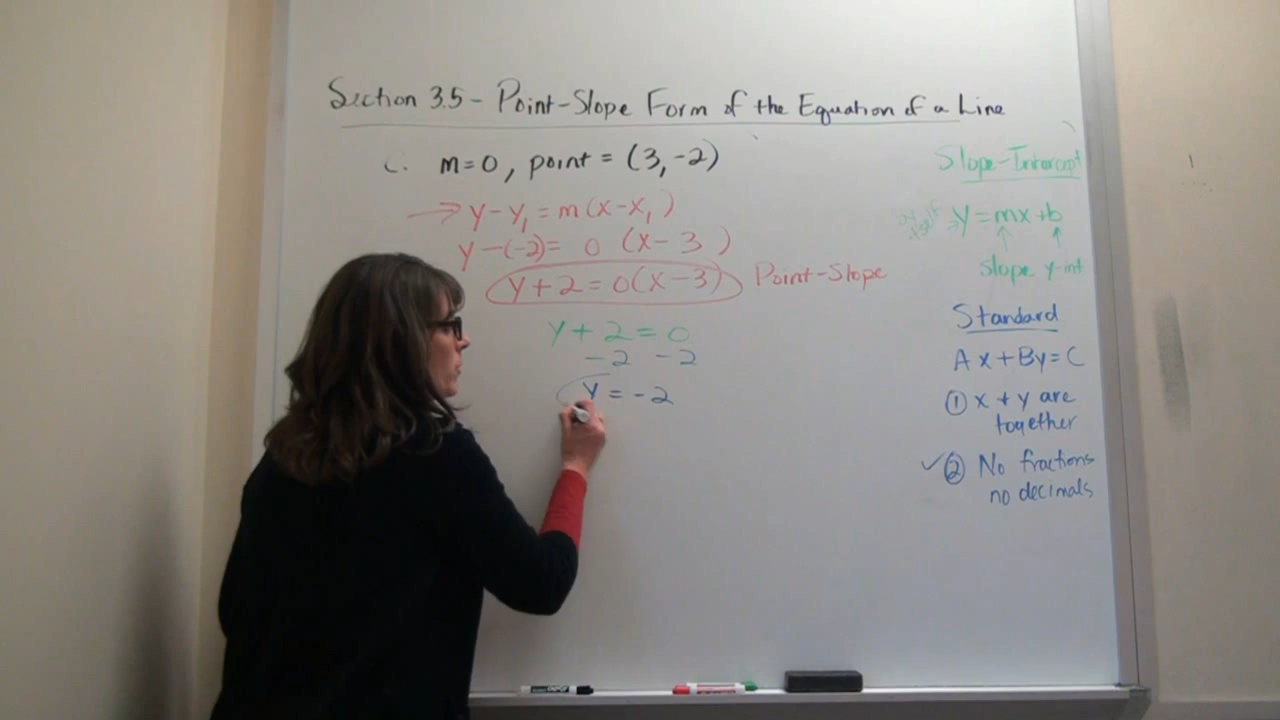 Section 3.5 - Point-Slope Form of the Equation of a Line
C. m=0, point = (3,-2)
→ y-y₁ = m(x-x₁)
y-(-2)= 0 (x-3)
y+2=0(x-3) Point-Slope
y+2=0
-2 -2
y=-2
Slope-Intercept
y=mx+b
slope y-int
Standard
Ax+By=C
① x + y are
together
✓② No fractions
no decimals